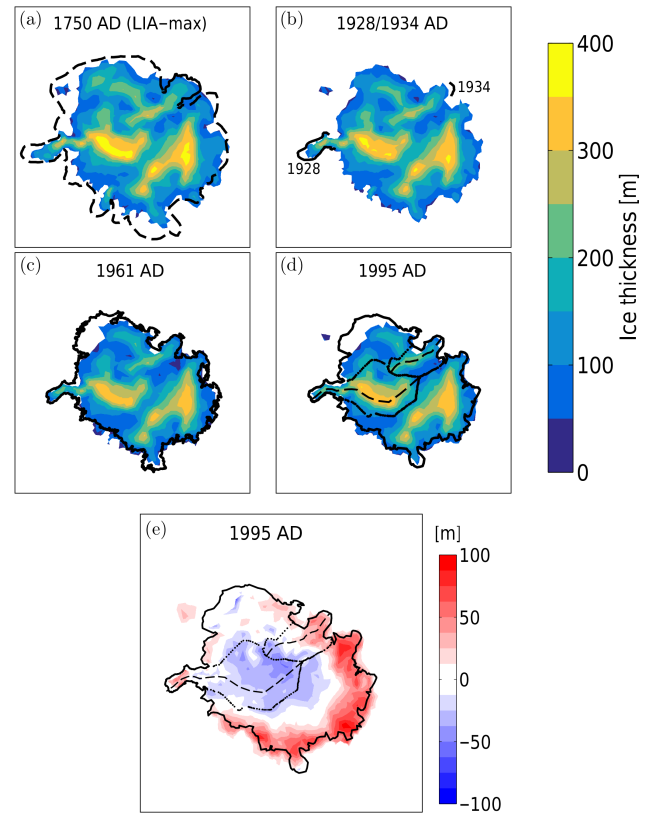 (a) 1750 AD (LIA−max)
(b) 1928/1934 AD
1934
1928
400
300
200
100
0
Ice thickness [m]
(c) 1961 AD
(d) 1995 AD
(e) 1995 AD
[m]
100
50
0
−50
−100